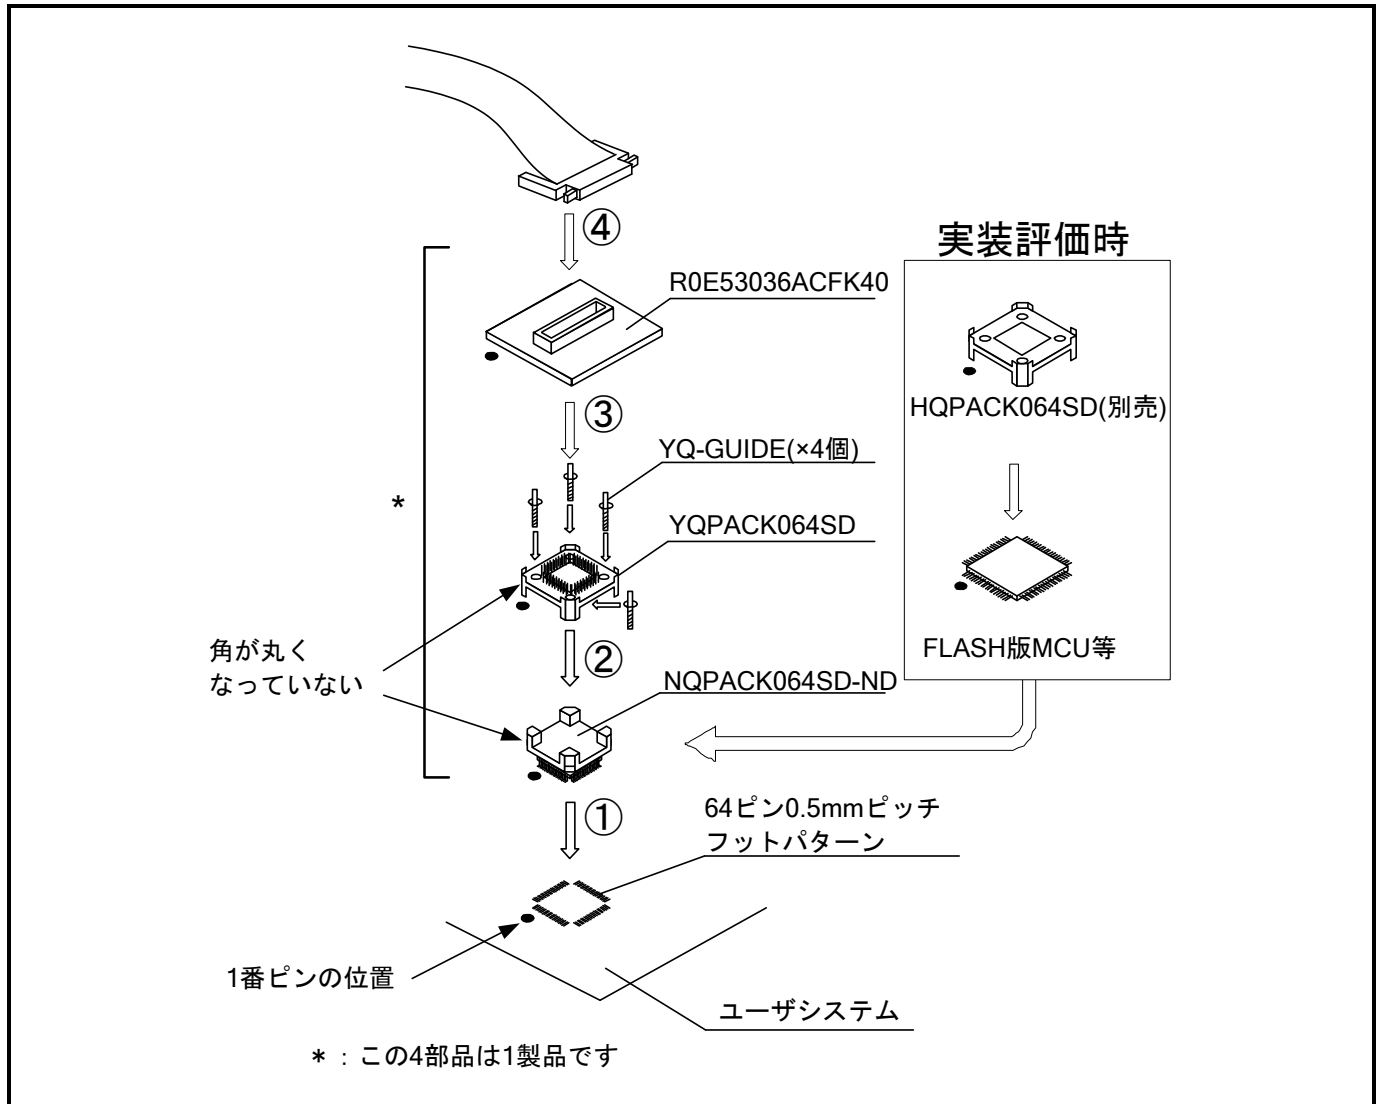 ④
実装評価時
R0E53036ACFK40
③
HQPACK064SD(別売)
YQ-GUIDE(×4個)
*
YQPACK064SD
角が丸く
なっていない
②
FLASH版MCU等
NQPACK064SD-ND
①
64ピン0.5mmピッチ
フットパターン
1番ピンの位置
ユーザシステム
* : この4部品は1製品です